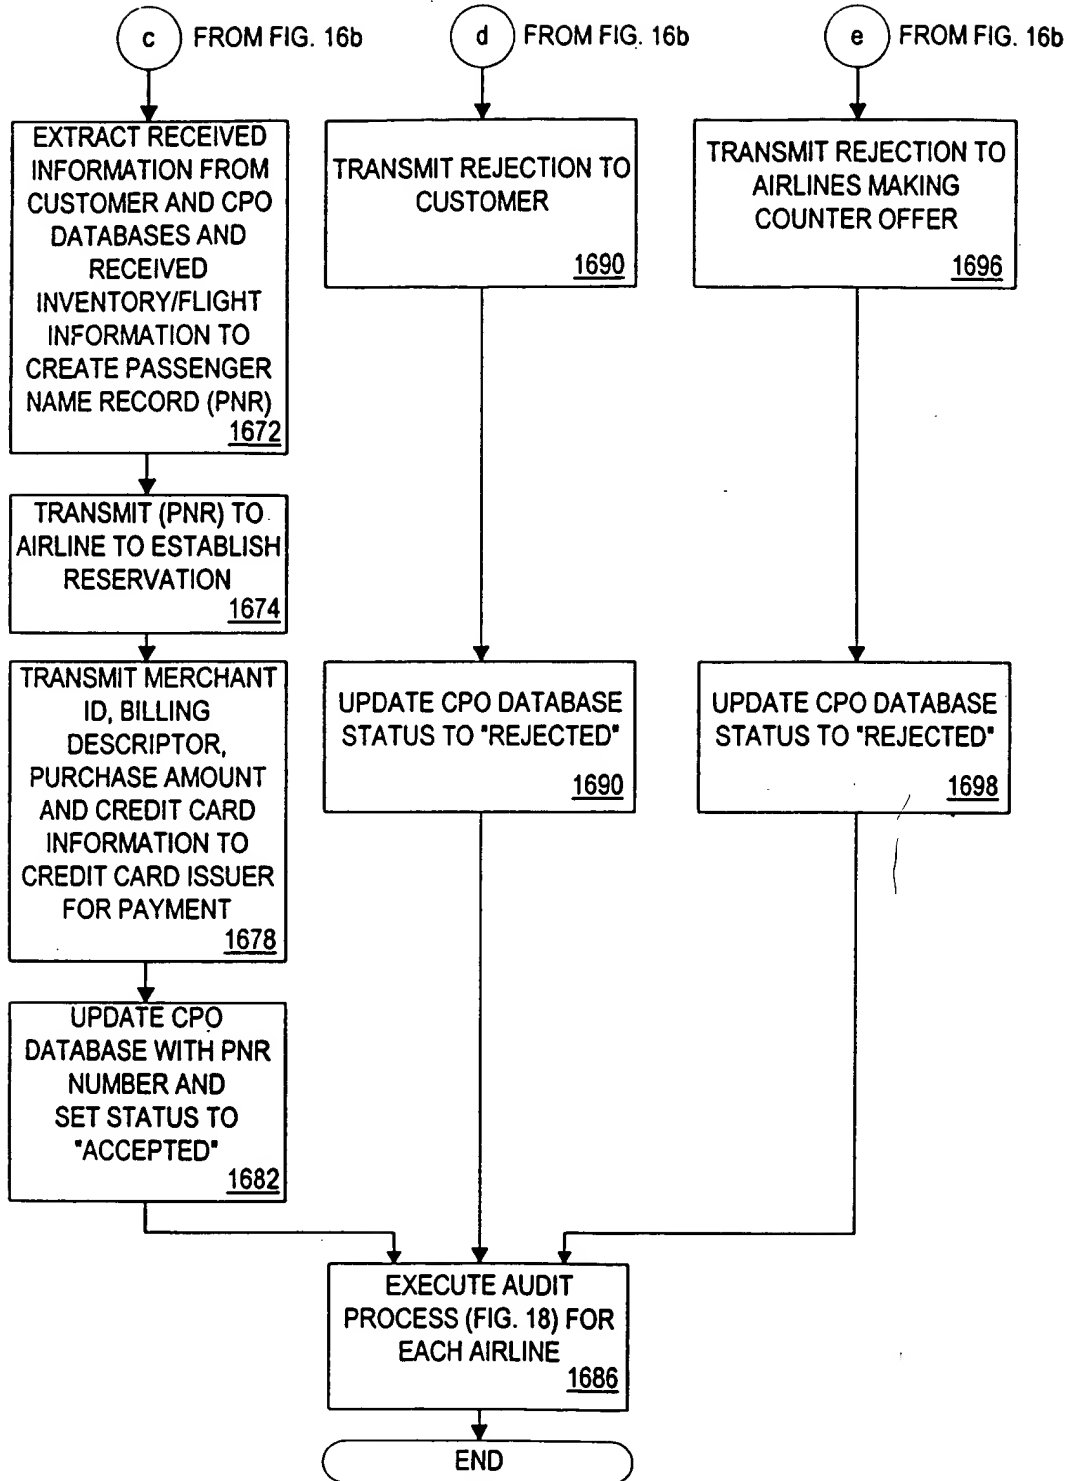 c FROM FIG. 16b
d FROM FIG. 16b
e FROM FIG. 16b
EXTRACT RECEIVED
INFORMATION FROM
CUSTOMER AND CPO
DATABASES AND
RECEIVED
INVENTORY/FLIGHT
INFORMATION TO
CREATE PASSENGER
NAME RECORD (PNR)
1672
TRANSMIT (PNR) TO
AIRLINE TO ESTABLISH
RESERVATION
1674
TRANSMIT MERCHANT
ID, BILLING
DESCRIPTOR,
PURCHASE AMOUNT
AND CREDIT CARD
INFORMATION TO
CREDIT CARD ISSUER
FOR PAYMENT
1678
UPDATE CPO
DATABASE WITH PNR
NUMBER AND
SET STATUS TO
"ACCEPTED"
1682
TRANSMIT REJECTION TO
CUSTOMER
1690
UPDATE CPO DATABASE
STATUS TO "REJECTED"
1690
TRANSMIT REJECTION TO
AIRLINES MAKING
COUNTER OFFER
1696
UPDATE CPO DATABASE
STATUS TO "REJECTED"
1698
EXECUTE AUDIT
PROCESS (FIG. 18) FOR
EACH AIRLINE
1686
END